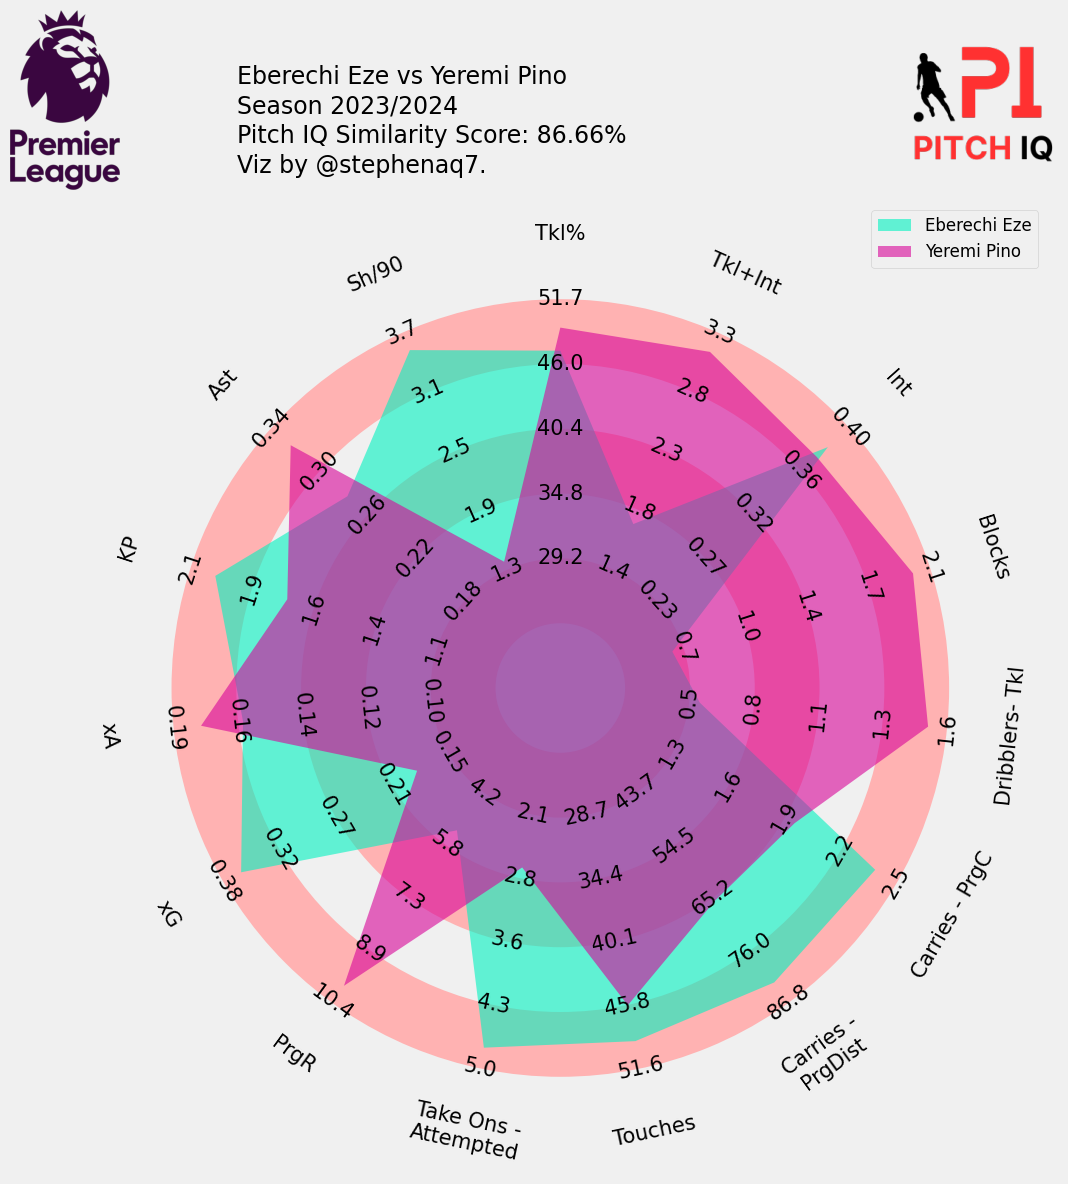 Premier
League
Eberechi Eze vs Yeremi Pino
Season 2023/2024
Pitch IQ Similarity Score: 86.66%
Viz by @stephenaq7.
PI
PITCH IQ
Eberechi Eze
Yeremi Pino
Tkl%
29.2
34.8
40.4
46.0
51.7
Tkl+Int
1.4
1.8
2.3
2.8
3.3
Int
0.23
0.27
0.32
0.36
0.40
Blocks
0.7
1.0
1.4
1.7
2.1
Dribblers- Tkl
0.5
0.8
1.1
1.3
1.6
Carries - PrgC
1.3
1.6
1.9
2.2
2.5
Carries -
PrgDist
43.7
54.5
65.2
76.0
86.8
Touches
28.7
34.4
40.1
45.8
51.6
Take Ons -
Attempted
2.1
2.8
3.6
4.3
5.0
PrgR
4.2
5.8
7.3
8.9
10.4
xG
0.15
0.21
0.27
0.32
0.38
xA
0.10
0.12
0.14
0.16
0.19
KP
1.1
1.4
1.6
1.9
2.1
Ast
0.18
0.22
0.26
0.30
0.34
Sh/90
1.3
1.9
2.5
3.1
3.7